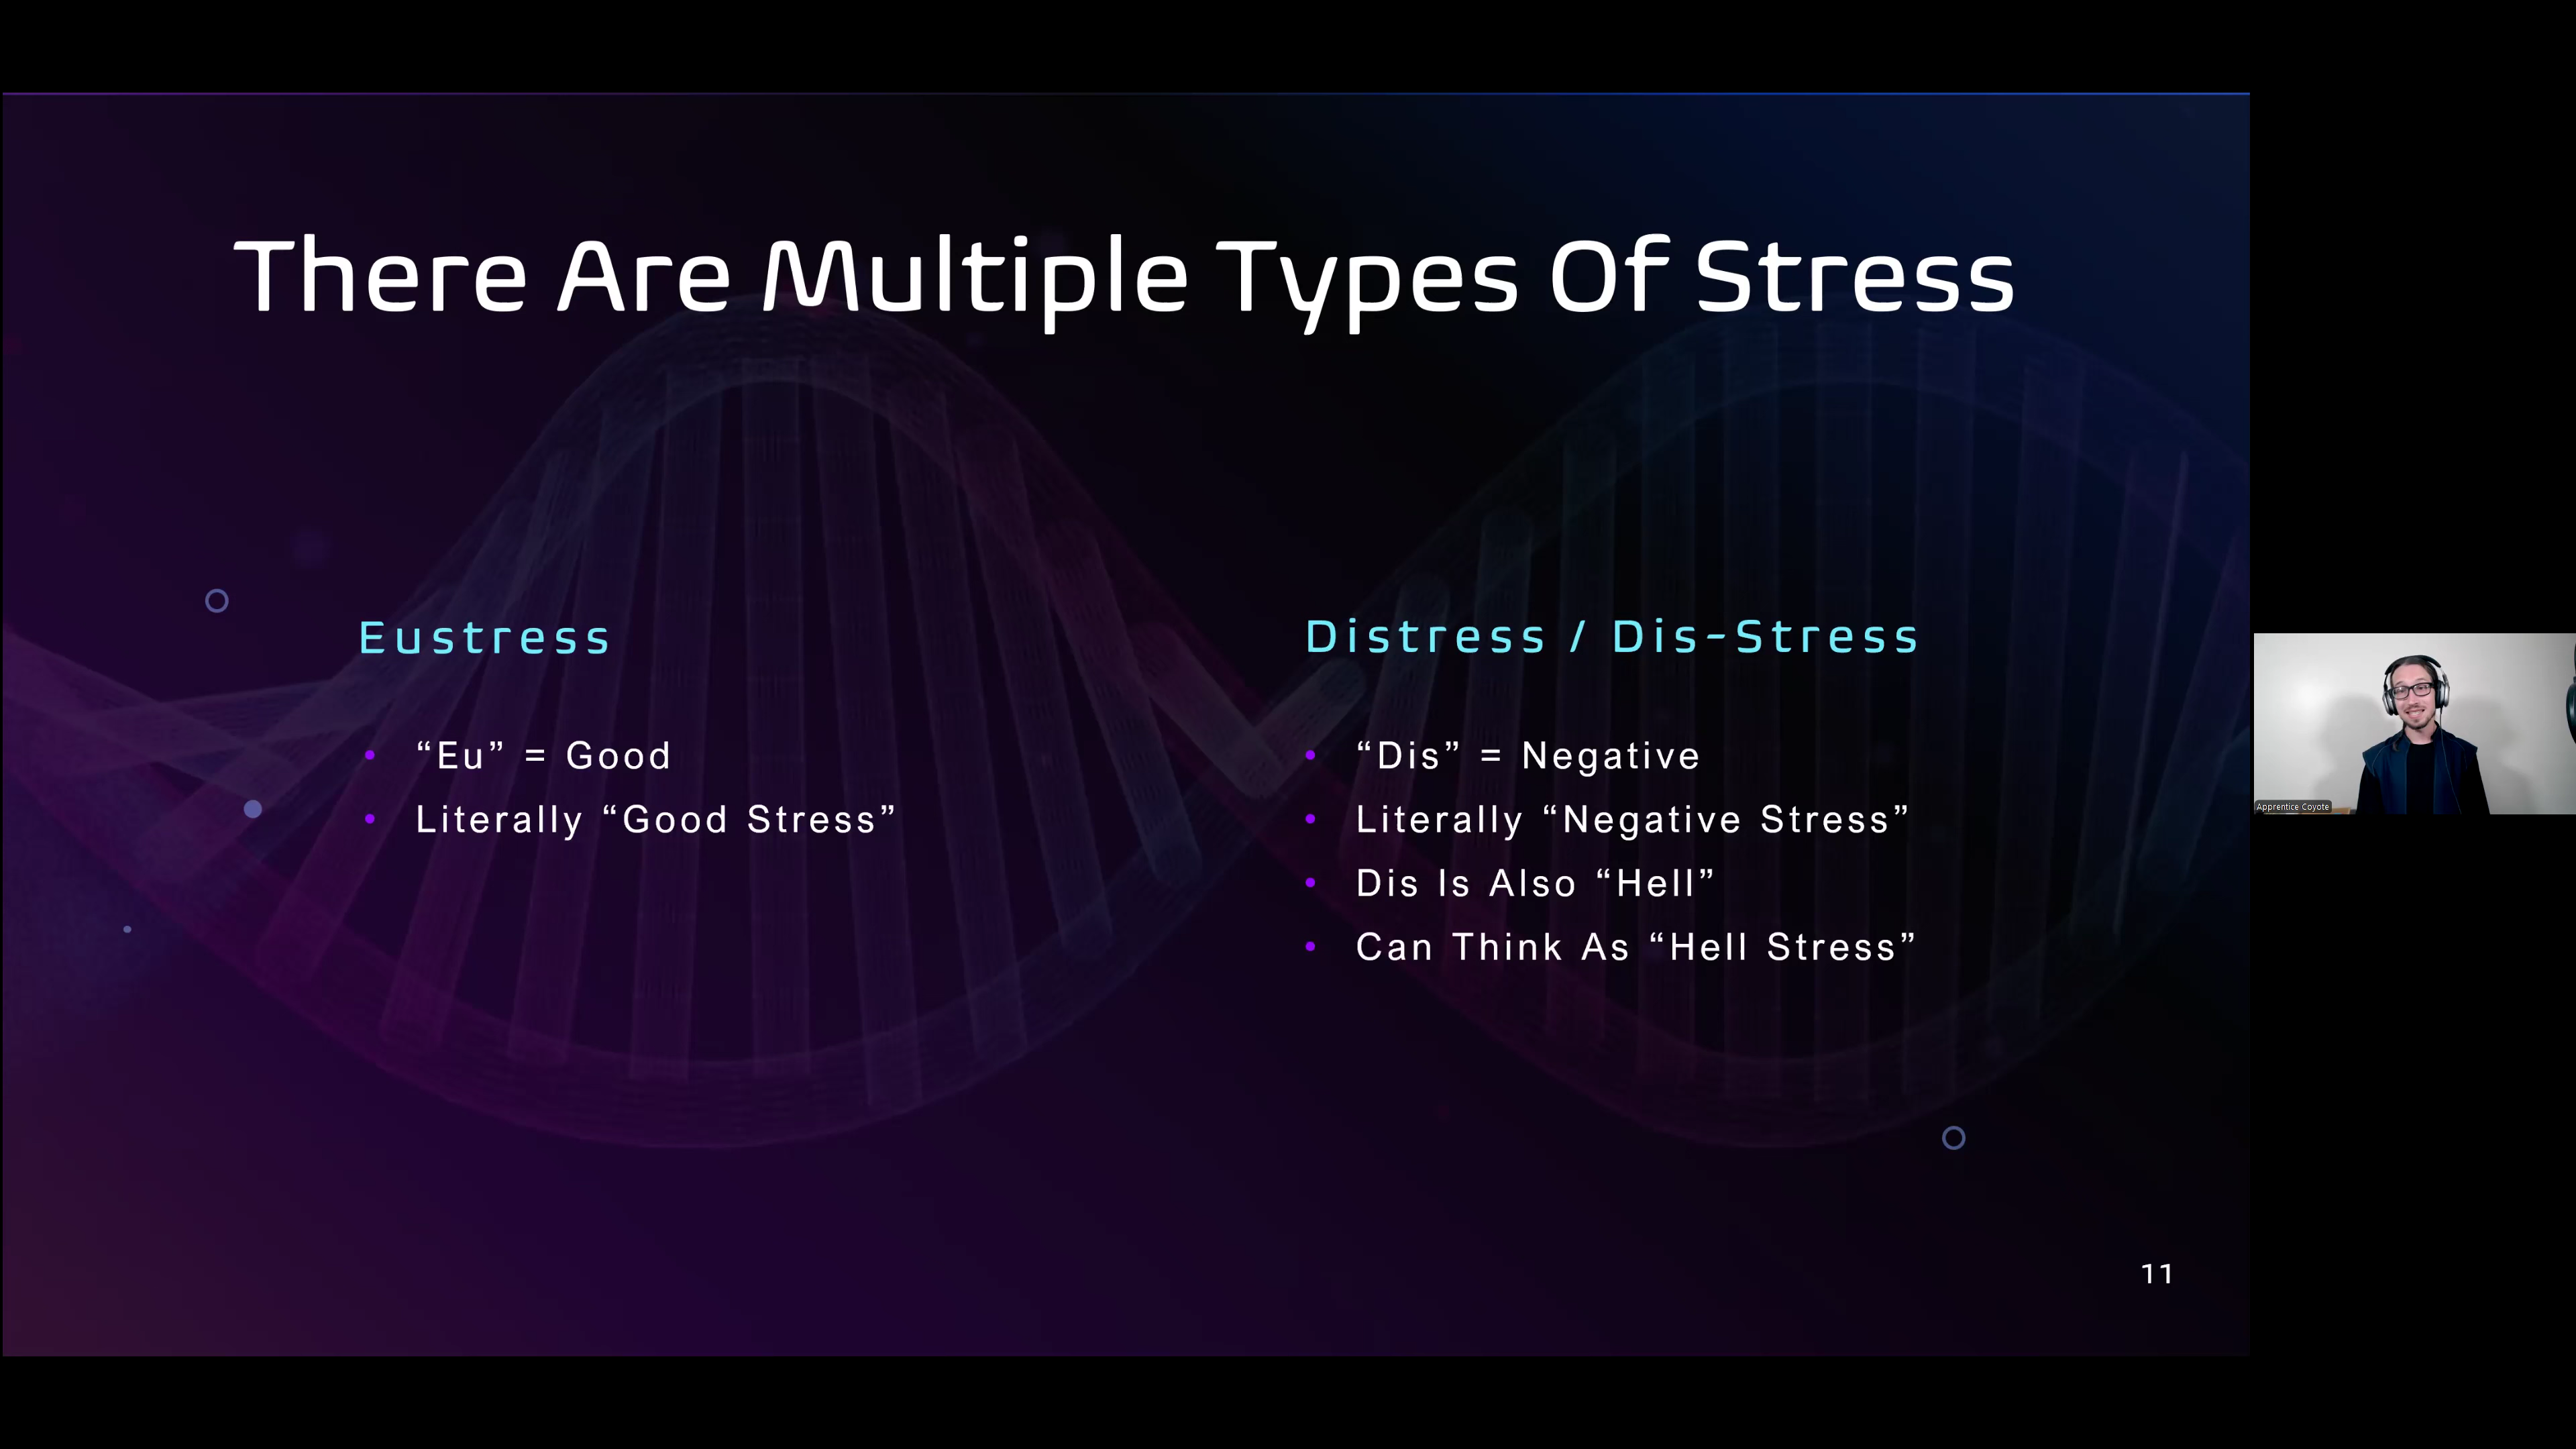 There Are Multiple Types Of Stress
Eustress
• “Eu” = Good
• Literally “Good Stress”
Distress / Dis-Stress
• “Dis” = Negative
• Literally “Negative Stress”
• Dis Is Also “Hell”
• Can Think As “Hell Stress”
Apprentice Coyote
11